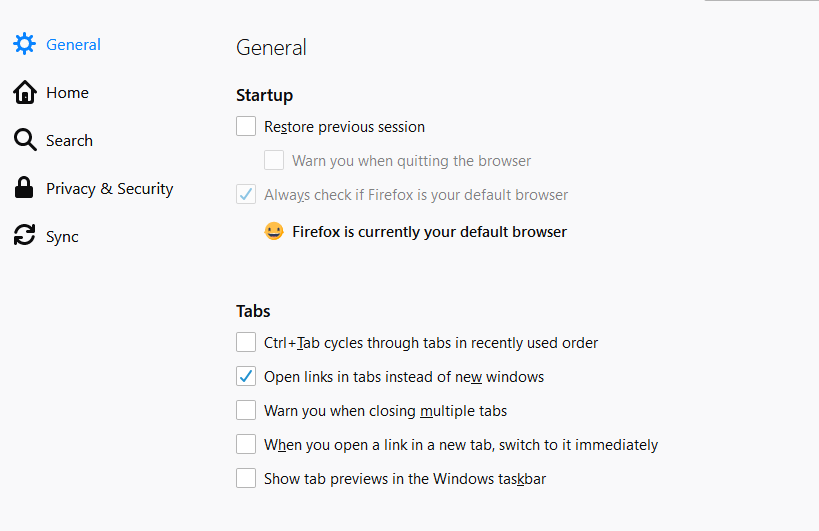 General
Home
Search
Privacy & Security
Sync
General
Startup
Restore previous session
Warn you when quitting the browser
Always check if Firefox is your default browser
Firefox is currently your default browser
Tabs
Ctrl+Tab cycles through tabs in recently used order
Open links in tabs instead of new windows
Warn you when closing multiple tabs
When you open a link in a new tab, switch to it immediately
Show tab previews in the Windows taskbar